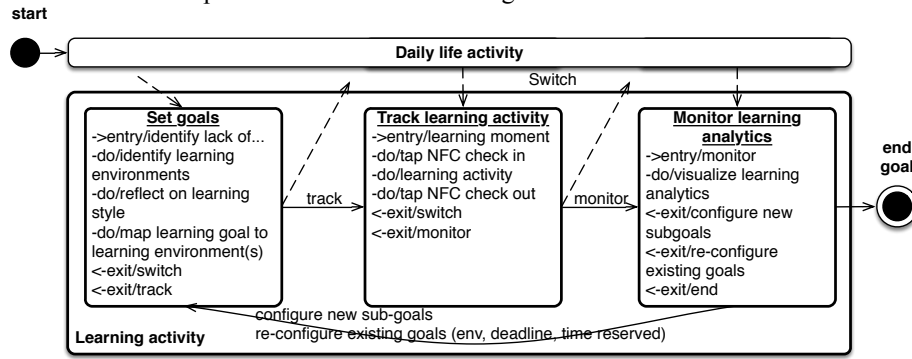 start
Daily life activity
Switch
Set goals
->entry/identify lack of...
-do/identify learning
environments
-do/reflect on learning
style
-do/map learning goal to
learning environment(s)
<-exit/switch
<-exit/track
track
Track learning activity
->entry/learning moment
-do/tap NFC check in
-do/learning activity
-do/tap NFC check out
<-exit/switch
<-exit/monitor
monitor
Monitor learning
analytics
->entry/monitor
-do/visualize learning
analytics
<-exit/configure new
subgoals
<-exit/re-configure
existing goals
<-exit/end
end
goal
configure new sub-goals
re-configure existing goals (env, deadline, time reserved)
Learning activity